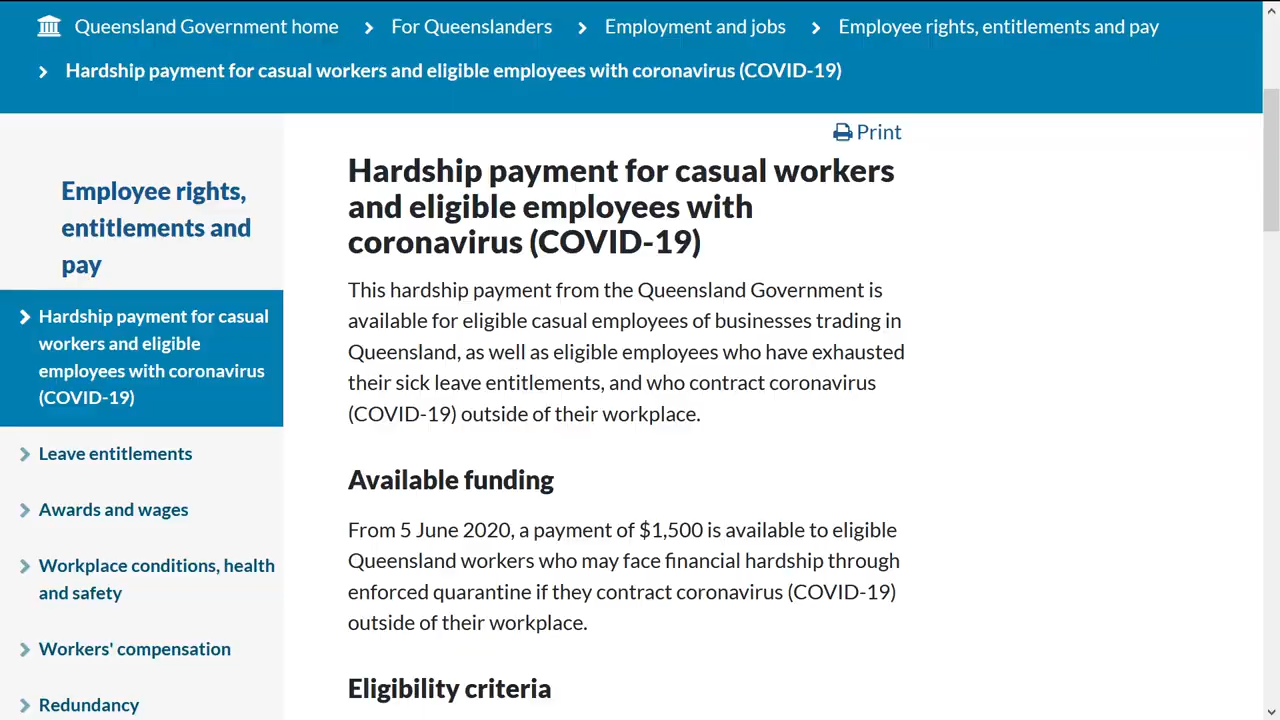 Queensland Government home > For Queenslanders > Employment and jobs > Employee rights, entitlements and pay
> Hardship payment for casual workers and eligible employees with coronavirus (COVID-19)
Print
Employee rights,
entitlements and
pay
Hardship payment for casual
workers and eligible
employees with coronavirus
(COVID-19)
Leave entitlements
Awards and wages
Workplace conditions, health
and safety
Workers' compensation
Redundancy
Hardship payment for casual workers
and eligible employees with
coronavirus (COVID-19)
This hardship payment from the Queensland Government is
available for eligible casual employees of businesses trading in
Queensland, as well as eligible employees who have exhausted
their sick leave entitlements, and who contract coronavirus
(COVID-19) outside of their workplace.
Available funding
From 5 June 2020, a payment of $1,500 is available to eligible
Queensland workers who may face financial hardship through
enforced quarantine if they contract coronavirus (COVID-19)
outside of their workplace.
Eligibility criteria